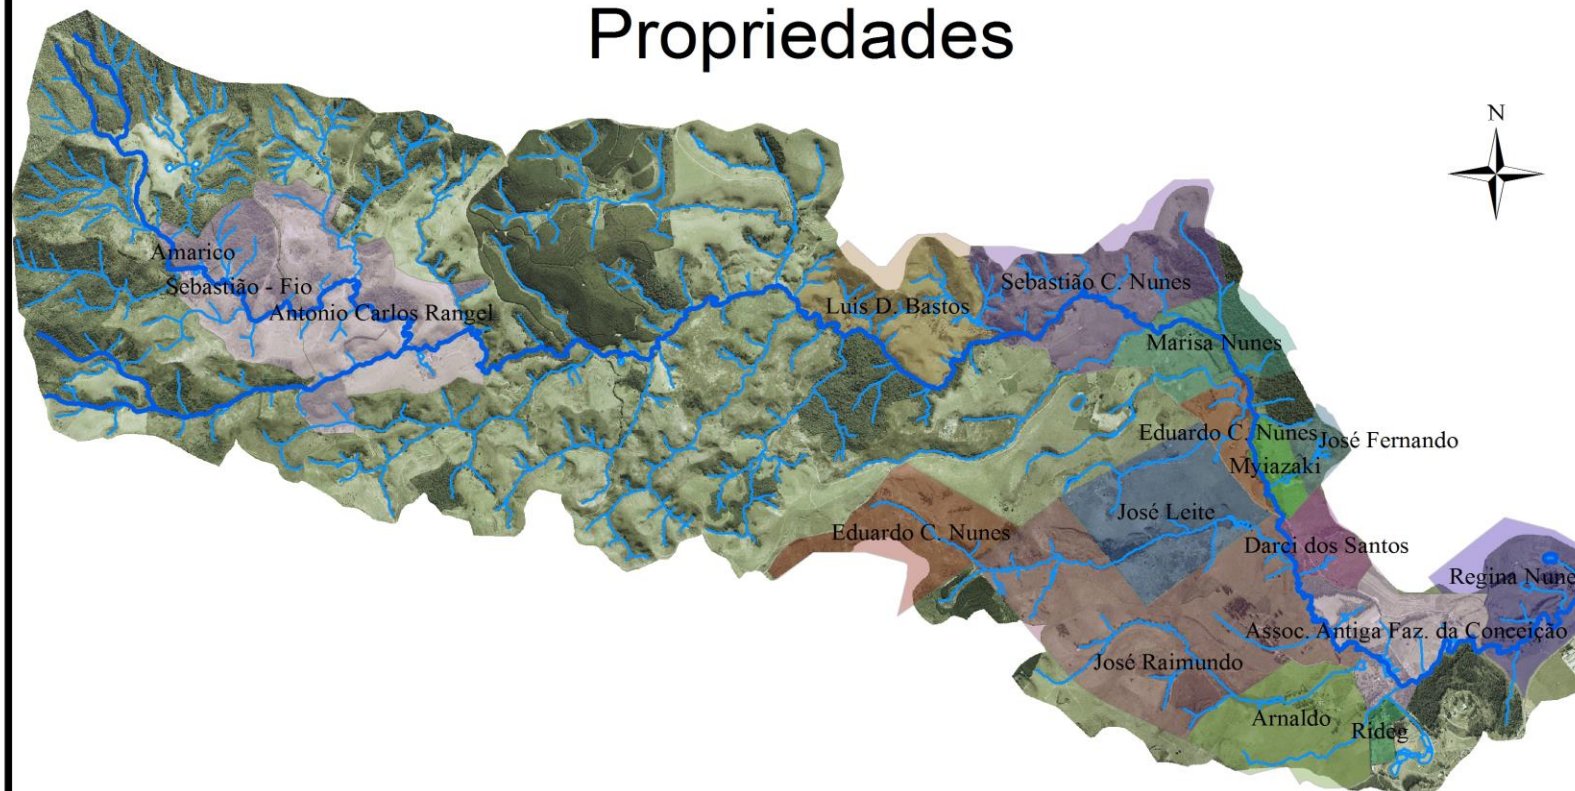 Propriedades
N
Amarico
Sebastião - Fio
Antonio Carlos Rangel
Luis D. Bastos
Sebastião C. Nunes
Marisa Nunes
Eduardo C. Nunes
José Fernando
Myiazaki
José Leite
Eduardo C. Nunes
Darci dos Santos
Regina Nune
Assoc. Antiga Faz. da Conceição
José Raimundo
Arnaldo
Rideg